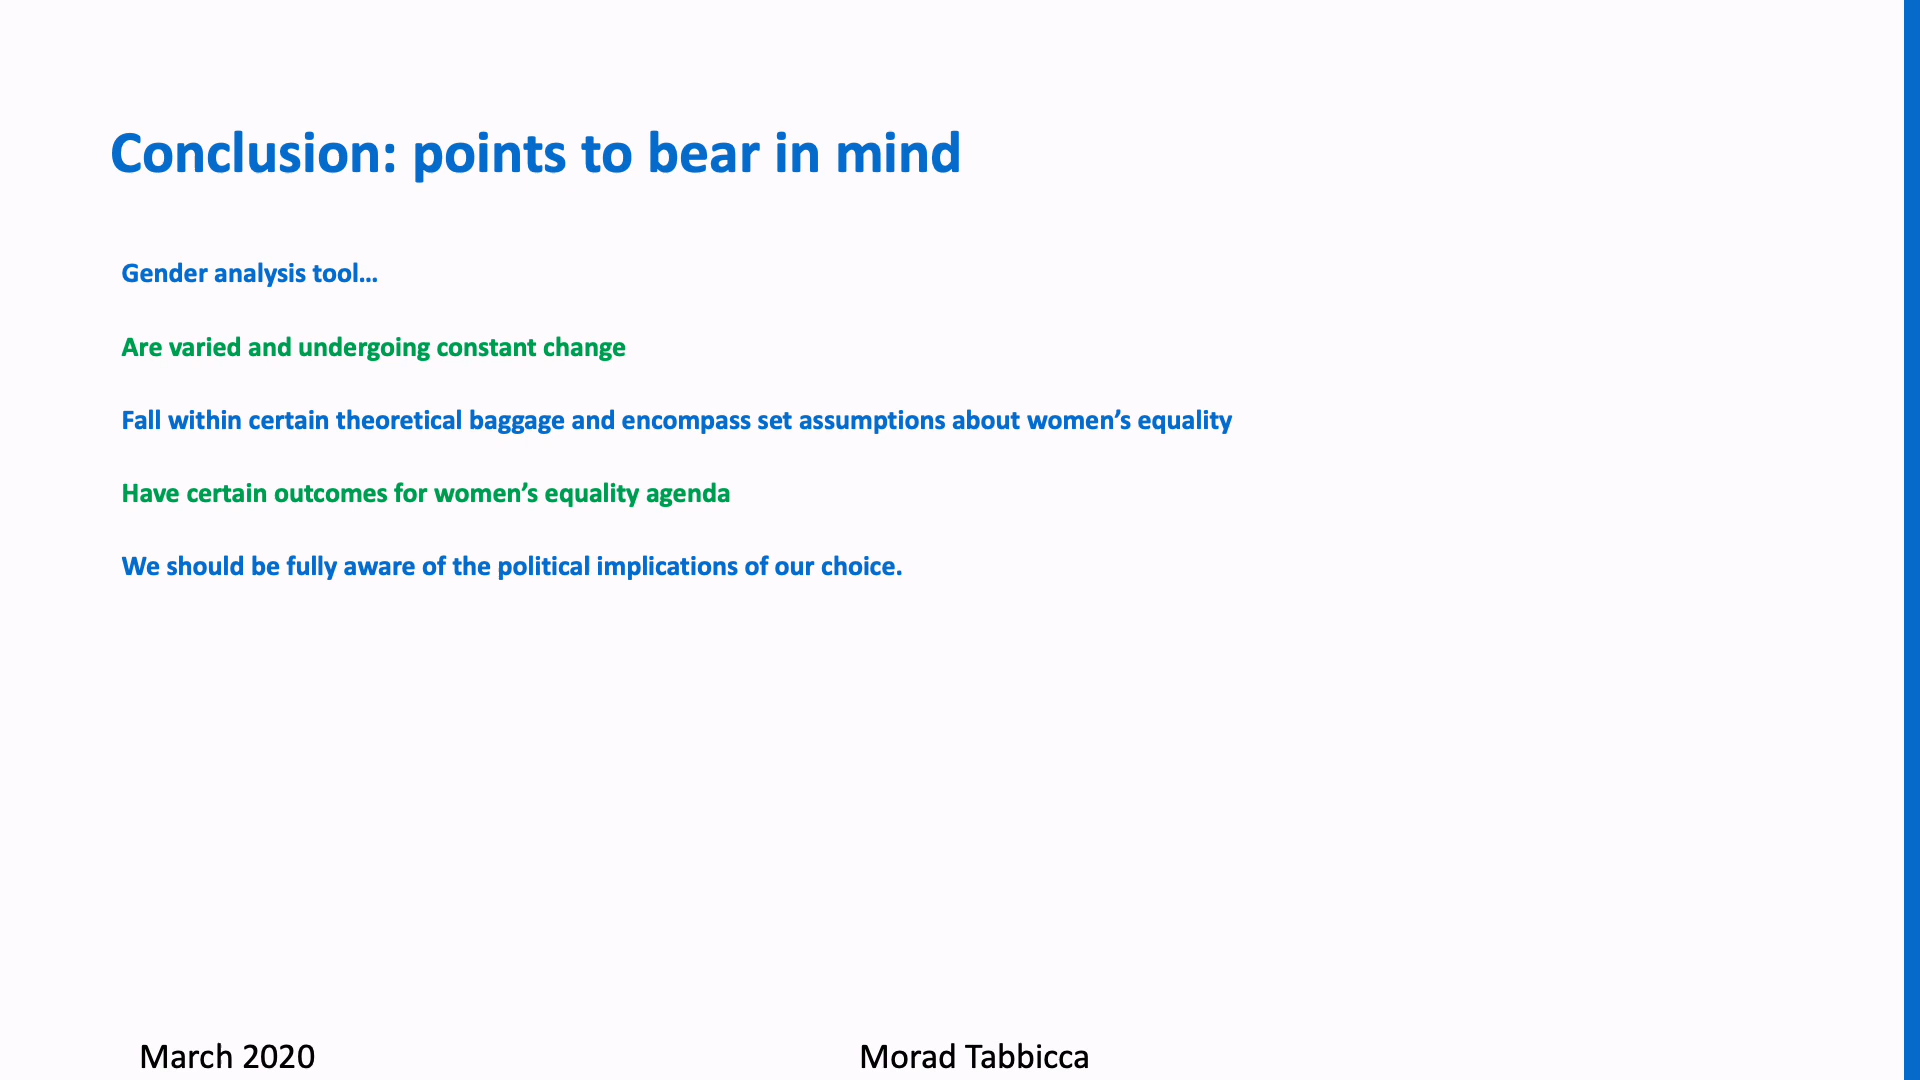 Conclusion: points to bear in mind
Gender analysis tool…
Are varied and undergoing constant change
Fall within certain theoretical baggage and encompass set assumptions about women’s equality
Have certain outcomes for women’s equality agenda
We should be fully aware of the political implications of our choice.
March 2020
Morad Tabbicca